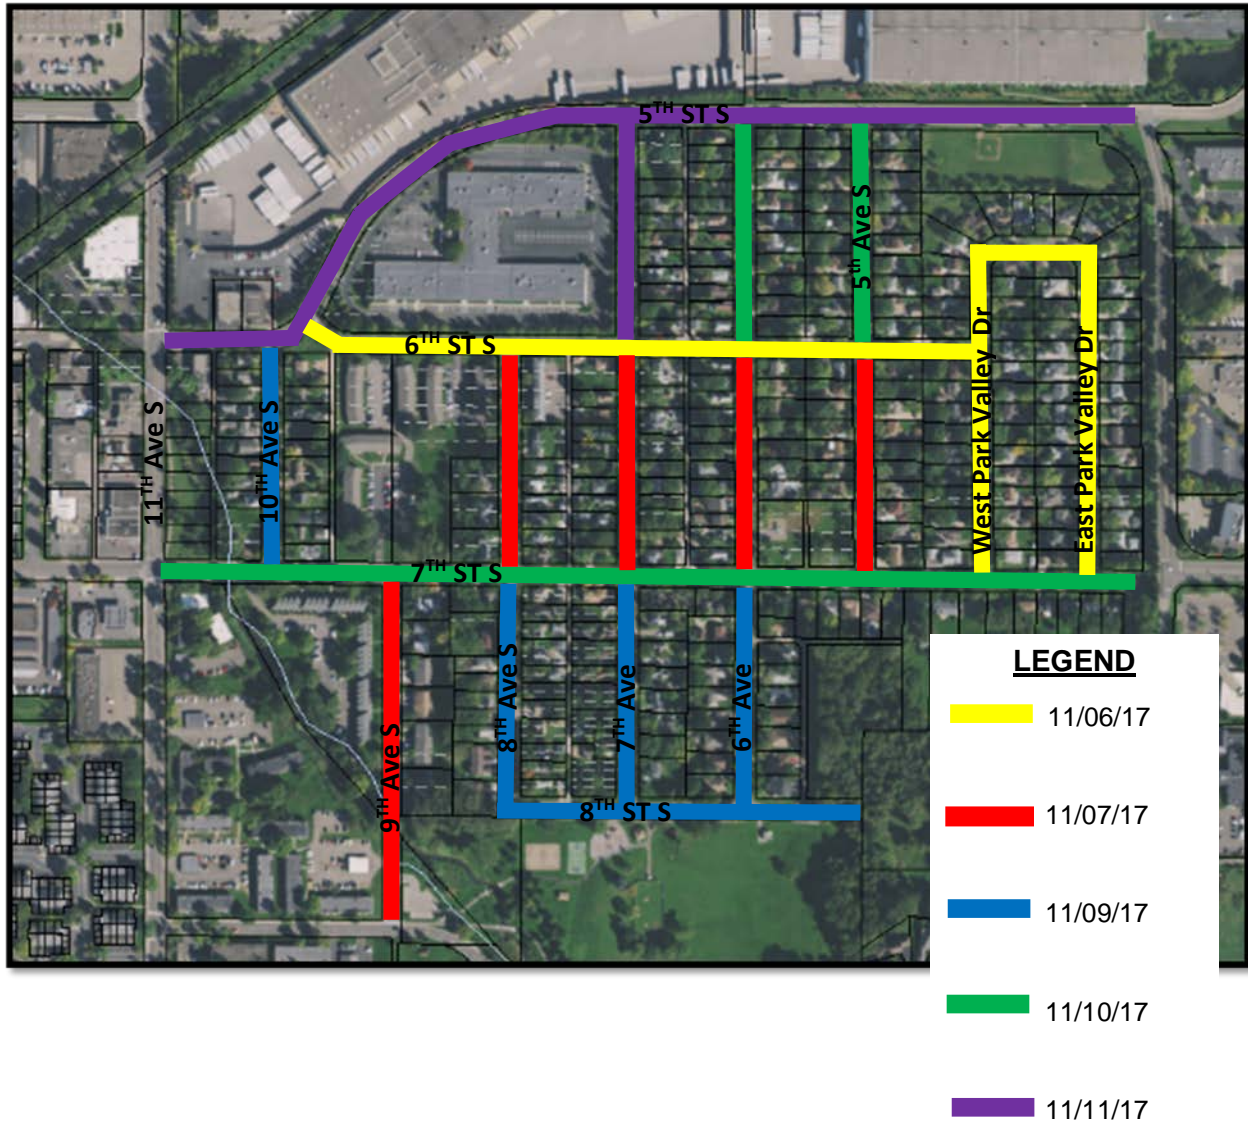 5TH ST S
5th Ave S
6TH ST S
West Park Valley Dr
East Park Valley Dr
11TH Ave S
10TH Ave S
7TH ST S
8TH Ave S
7TH Ave
6TH Ave
9TH Ave S
8TH ST S
LEGEND
11/06/17
11/07/17
11/09/17
11/10/17
11/11/17